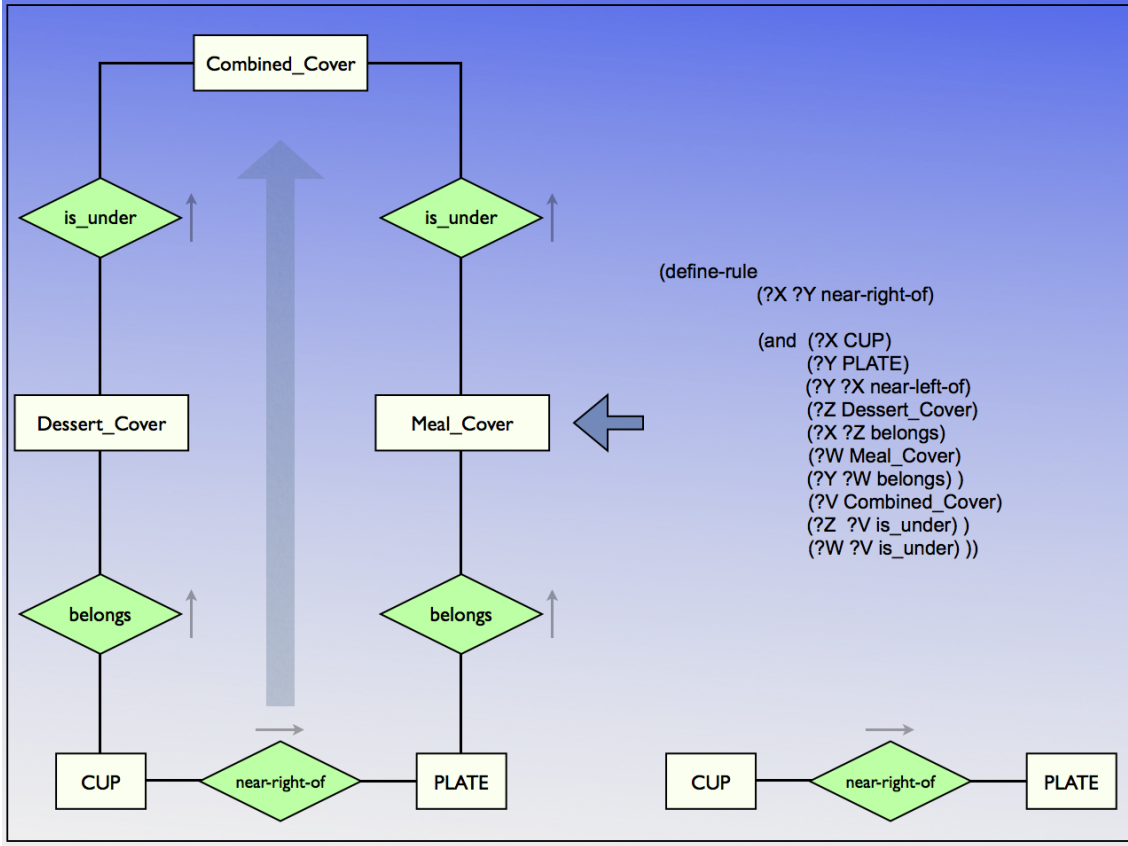 Combined_Cover
is_under
is_under
(define-rule
(?X ?Y near-right-of)
(and (?X CUP)
(?Y PLATE)
(?Y ?X near-left-of)
(?Z Dessert_Cover)
(?X ?Z belongs)
(?W Meal_Cover)
(?Y ?W belongs) )
(?V Combined_Cover)
(?Z ?V is_under) )
(?W ?V is_under) ))
Dessert_Cover
Meal_Cover
belongs
belongs
CUP
near-right-of
PLATE
CUP
near-right-of
PLATE